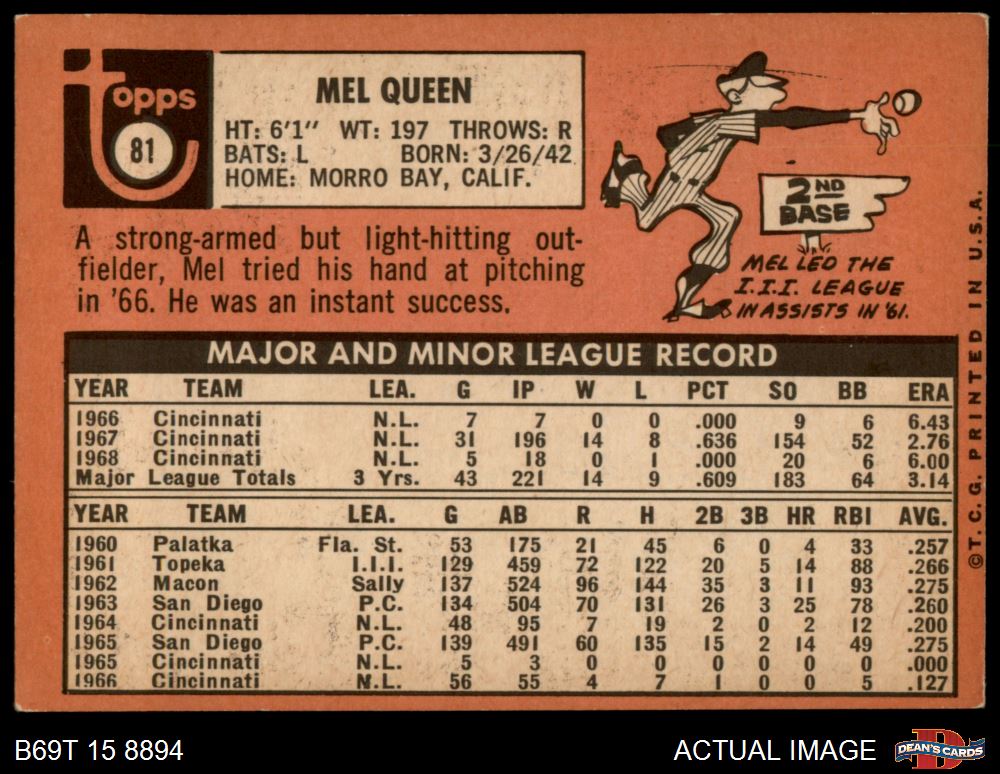 Topps
81
MEL QUEEN
HT: 6'1" WT: 197 THROWS: R
BATS: L BORN: 3/26/42
HOME: MORRO BAY, CALIF.
A strong-armed but light-hitting out-
fielder, Mel tried his hand at pitching
in '66. He was an instant success.
2ND
BASE
MEL LED THE
I.I.I. LEAGUE
IN ASSISTS IN '61.
MAJOR AND MINOR LEAGUE RECORD
YEAR TEAM LEA. G IP W L PCT SO BB ERA
1966 Cincinnati N.L. 7 7 0 0 .000 9 6 6.43
1967 Cincinnati N.L. 31 196 14 8 .636 154 52 2.76
1968 Cincinnati N.L. 5 18 0 1 .000 20 6 6.00
Major League Totals 3 Yrs. 43 221 14 9 .609 183 64 3.14
YEAR TEAM LEA. G AB R H 2B 3B HR RBI AVG.
1960 Palatka Fla. St. 53 175 21 45 6 0 4 33 .257
1961 Topeka I.I.I. 129 459 72 122 20 5 14 88 .266
1962 Macon Sally 137 524 96 144 35 3 11 93 .275
1963 San Diego P.C. 134 504 70 131 26 3 25 78 .260
1964 Cincinnati N.L. 48 95 7 19 2 0 2 12 .200
1965 San Diego P.C. 139 491 60 135 15 2 14 49 .275
1965 Cincinnati N.L. 5 3 0 0 0 0 0 0 .000
1966 Cincinnati N.L. 56 55 4 7 1 0 0 5 .127
©T.C.G. PRINTED IN U.S.A.
B69T 15 8894
ACTUAL IMAGE
DEAN'S CARDS